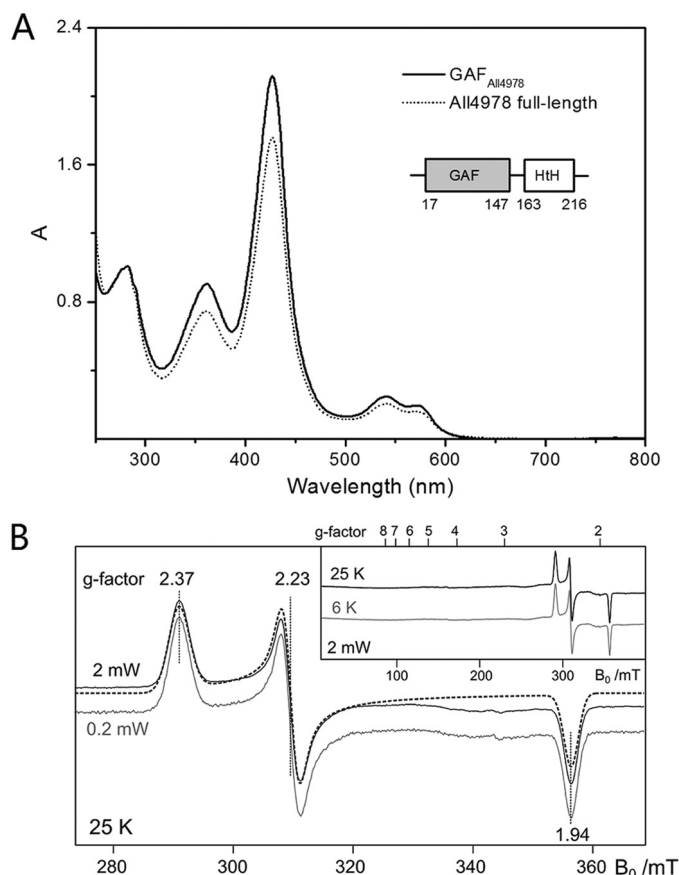 A
2.4
1.6
0.8
A
GAF All4978
All4978 full-length
GAF
HtH
17 147 163 216
300 400 500 600 700 800
Wavelength (nm)
B
g-factor 8 7 6 5 4 3 2
g-factor 2.37 2.23
25 K
6 K
2 mW
100 200 300 B0 /mT
2 mW
0.2 mW
1.94
25 K
280 300 320 340 360 B0 /mT